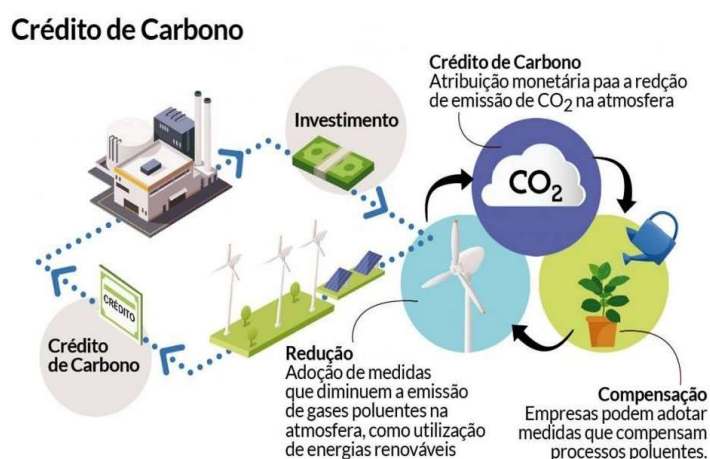 Crédito de Carbono
Investimento
Crédito de Carbono
Atribuição monetária paa a redção
de emissão de CO₂ na atmosfera
CO₂
CRÉDITO
Crédito
de Carbono
Redução
Adoção de medidas
que diminuem a emissão
de gases poluentes na
atmosfera, como utilização
de energias renováveis
Compensação
Empresas podem adotar
medidas que compensam
processos poluentes.